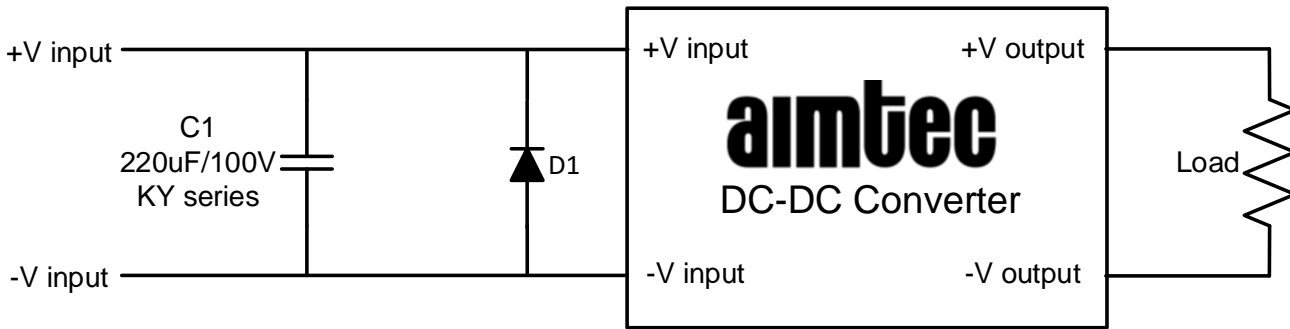 +V input
-V input
C1
220uF/100V
KY series
D1
+V input
+V output
aimtec
DC-DC Converter
-V input
-V output
Load